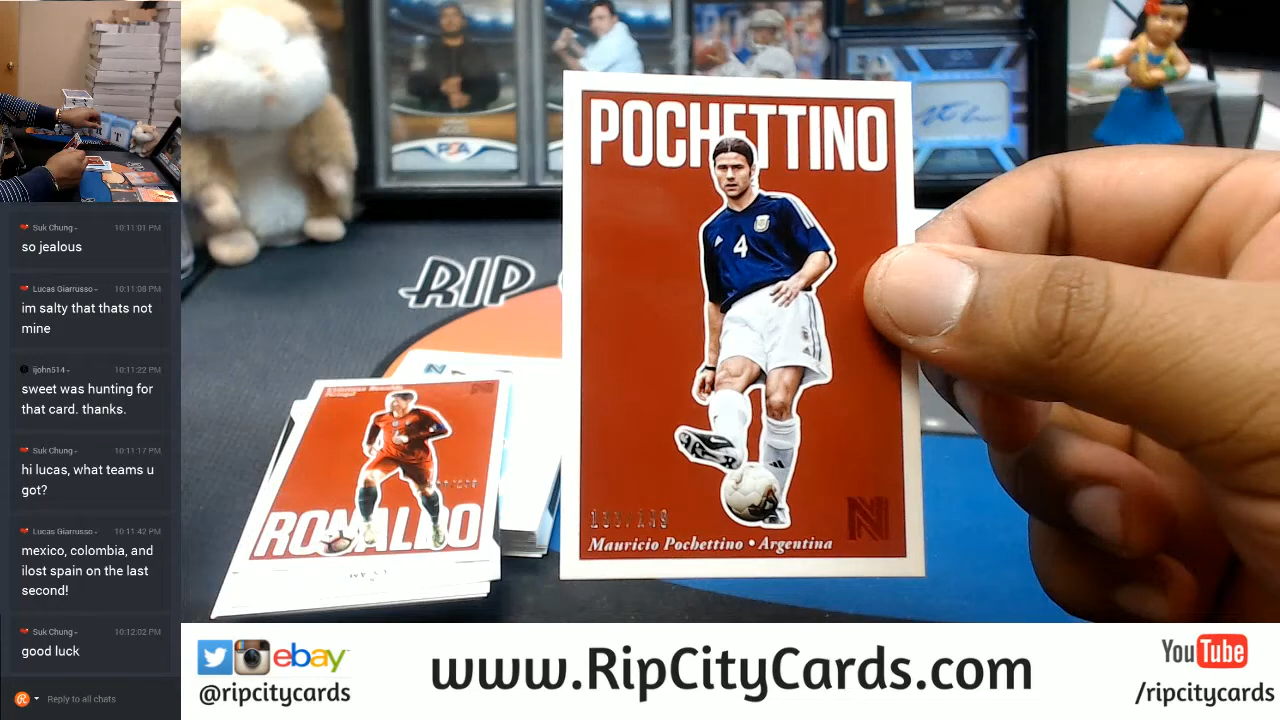 Suk Chung -
10:11:01 PM
so jealous
Lucas Giarrusso -
10:11:08 PM
im salty that thats not
mine
ijohn514 -
10:11:22 PM
sweet was hunting for
that card. thanks.
Suk Chung -
10:11:17 PM
hi lucas, what teams u
got?
Lucas Giarrusso -
10:11:42 PM
mexico, colombia, and
ilost spain on the last
second!
Suk Chung -
10:12:02 PM
good luck
Reply to all chats
PSA
RIP
POCHETTINO
4
N
Mauricio Pochettino • Argentina
RONALDO
ebay
@ripcitycards
www.RipCityCards.com
YouTube
/ripcitycards